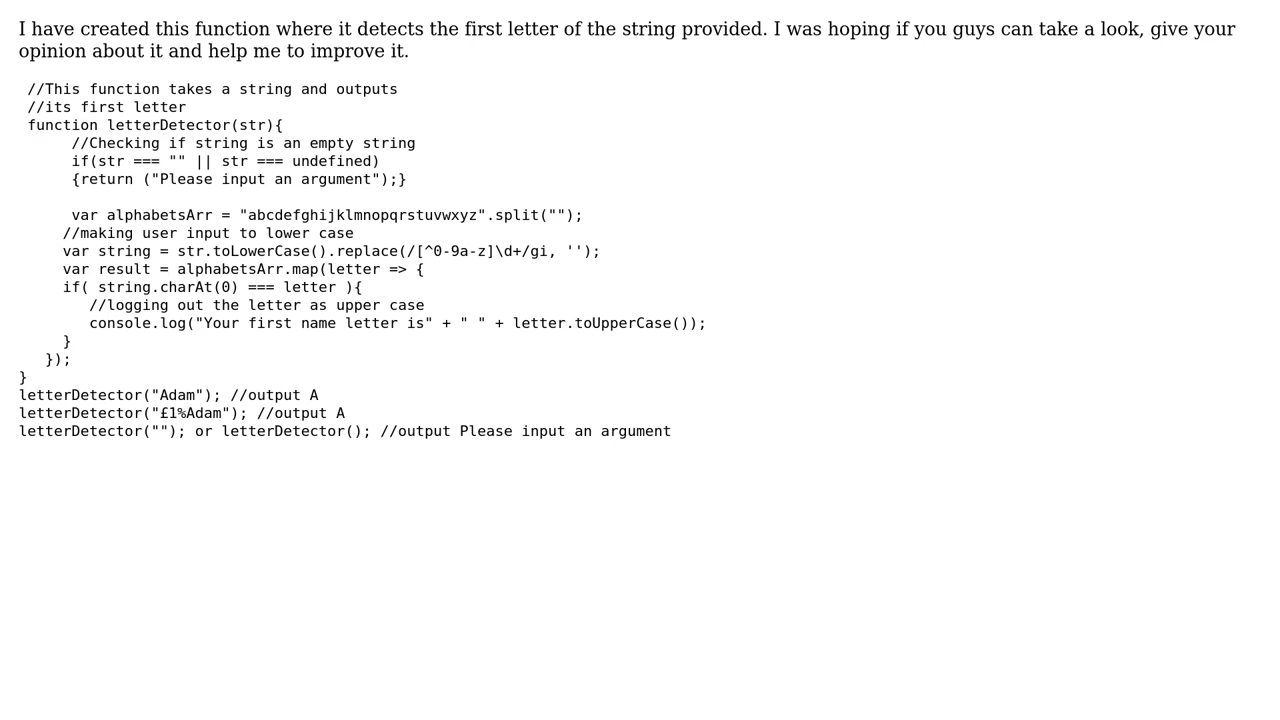 I have created this function where it detects the first letter of the string provided. I was hoping if you guys can take a look, give your
opinion about it and help me to improve it.
//This function takes a string and outputs
//its first letter
function letterDetector(str){
//Checking if string is an empty string
if(str === "" || str === undefined)
{return ("Please input an argument");}
var alphabetsArr = "abcdefghijklmnopqrstuvwxyz".split("");
//making user input to lower case
var string = str.toLowerCase().replace(/[^0-9a-z]\d+/gi, '');
var result = alphabetsArr.map(letter => {
if( string.charAt(0) === letter ){
//logging out the letter as upper case
console.log("Your first name letter is" + " " + letter.toUpperCase());
}
});
}
letterDetector("Adam"); //output A
letterDetector("£1%Adam"); //output A
letterDetector(""); or letterDetector(); //output Please input an argument